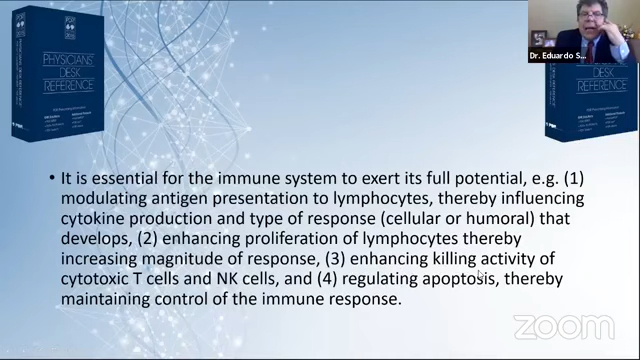 PDR
PHYSICIANS'
DESK
REFERENCE
Dr. Eduardo S...
DESK
REFERENCE
• It is essential for the immune system to exert its full potential, e.g. (1)
modulating antigen presentation to lymphocytes, thereby influencing
cytokine production and type of response (cellular or humoral) that
develops, (2) enhancing proliferation of lymphocytes thereby
increasing magnitude of response, (3) enhancing killing activity of
cytotoxic T cells and NK cells, and (4) regulating apoptosis, thereby
maintaining control of the immune response.
zoom